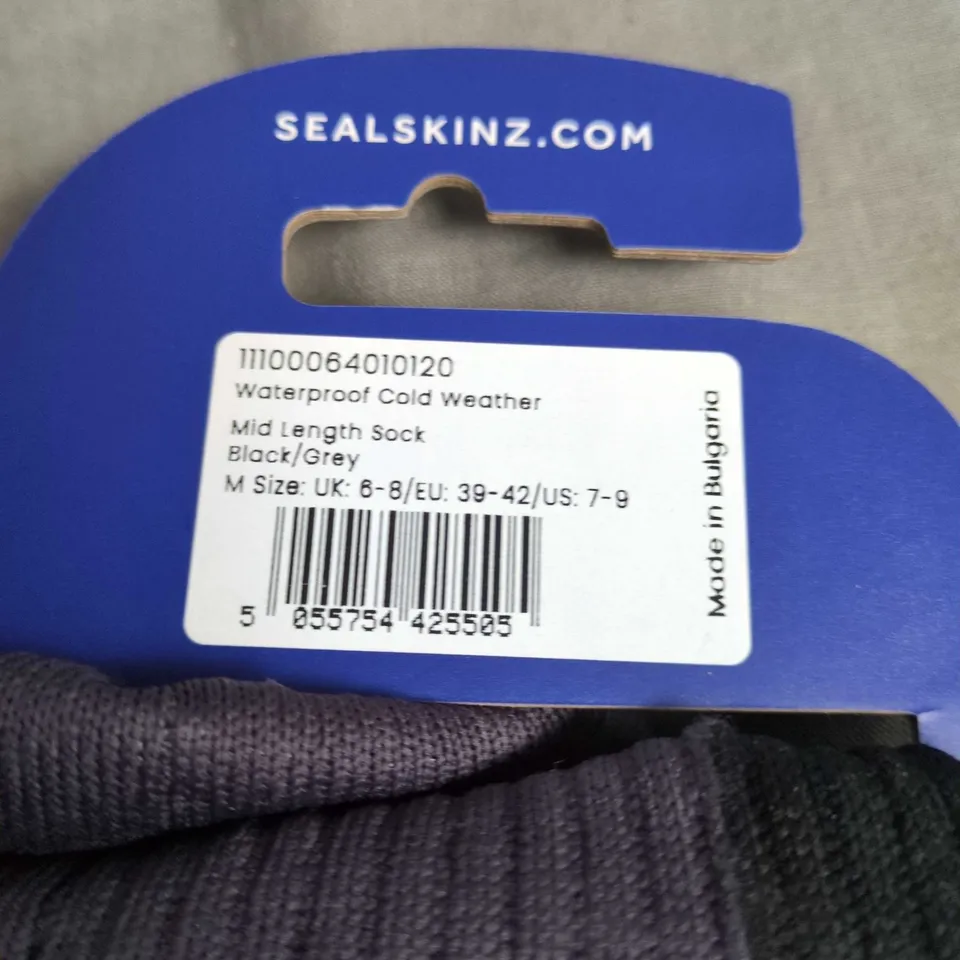 SEALSKINZ.COM
11100064010120
Waterproof Cold Weather
Mid Length Sock
Black/Grey
M Size: UK: 6-8/EU: 39-42/US: 7-9
5 055754 425505
Made in Bulgaria